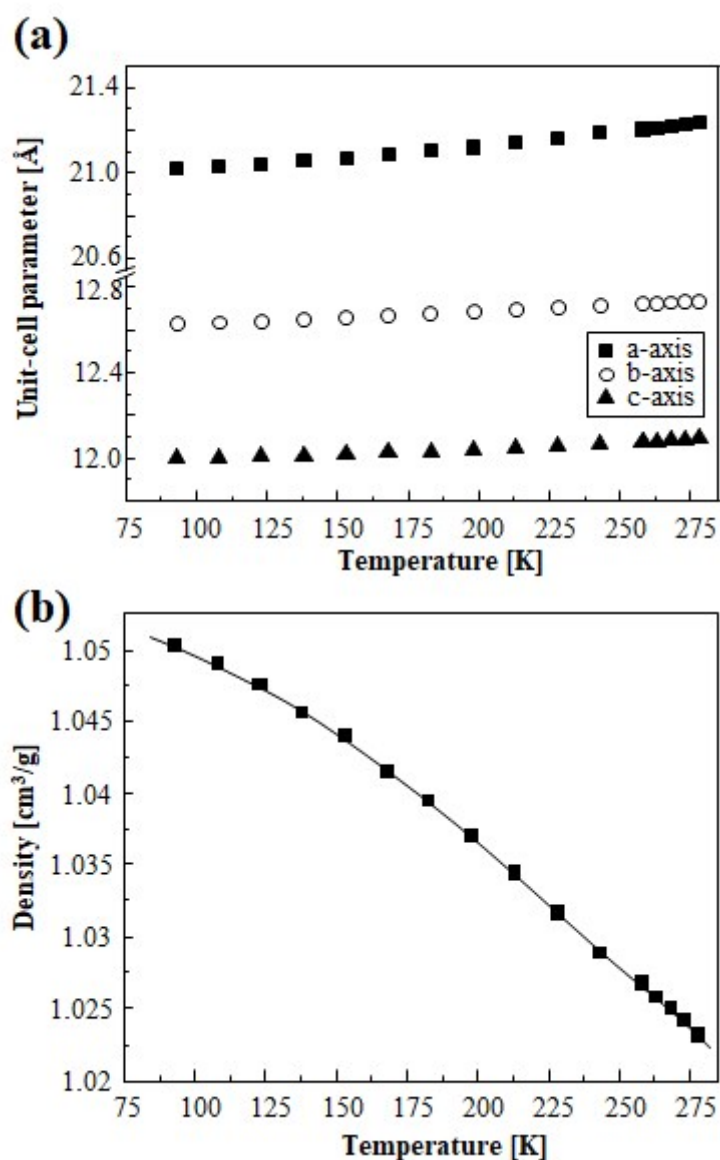 (a)
21.4
21.0
20.6
12.8
12.4
12.0
Unit-cell parameter [Å]
a-axis
b-axis
c-axis
75 100 125 150 175 200 225 250 275
Temperature [K]
(b)
1.05
1.045
1.04
1.035
1.03
1.025
1.02
Density [cm³/g]
75 100 125 150 175 200 225 250 275
Temperature [K]